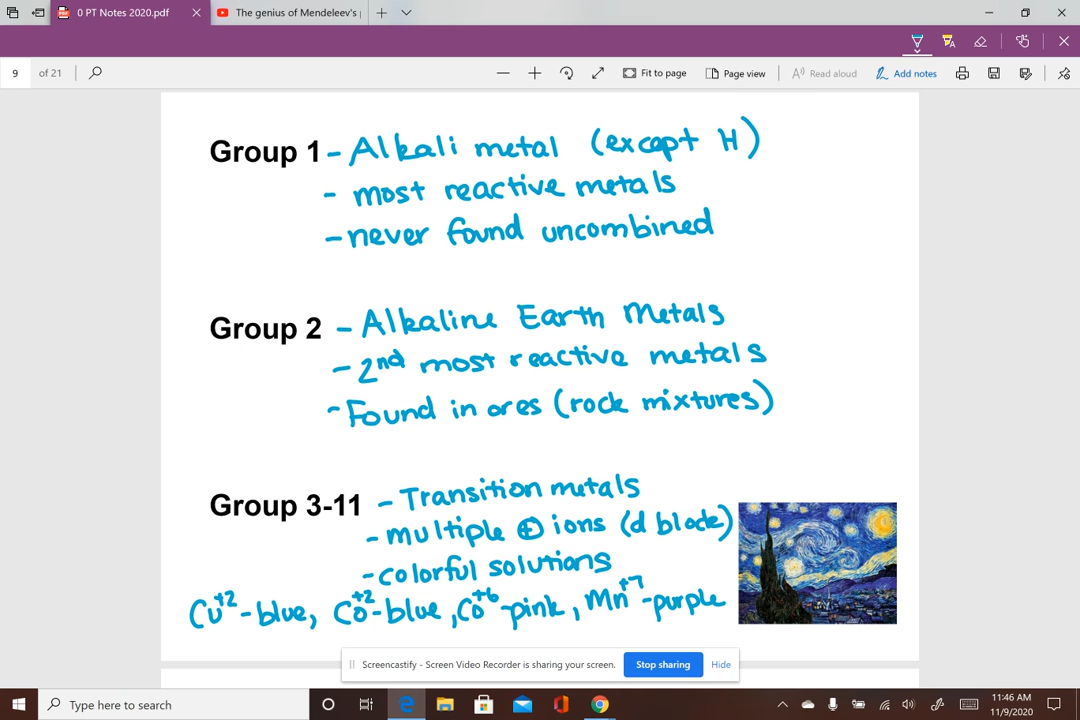 0 PT Notes 2020.pdf
The genius of Mendeleev's
9 of 21
Fit to page
Page view
Read aloud
Add notes
Group 1 - Alkali metal (except H)
- most reactive metals
- never found uncombined
Group 2 - Alkaline Earth Metals
- 2nd most reactive metals
- Found in ores (rock mixtures)
Group 3-11 - Transition metals
- multiple + ions (d block)
- colorful solutions
Cu+2-blue, Co+2-blue, Co+6-pink, Mn+7-purple
Screencastify - Screen Video Recorder is sharing your screen.
Stop sharing
Hide
Type here to search
11:46 AM
11/9/2020